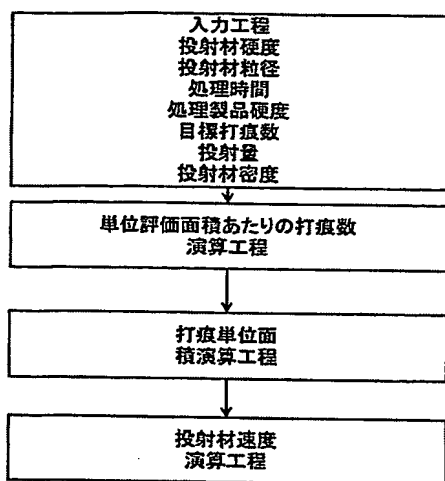 入力工程
投射材硬度
投射材粒径
処理時間
処理製品硬度
目標打痕数
投射量
投射材密度
単位評価面積あたりの打痕数
演算工程
打痕単位面
積演算工程
投射材速度
演算工程